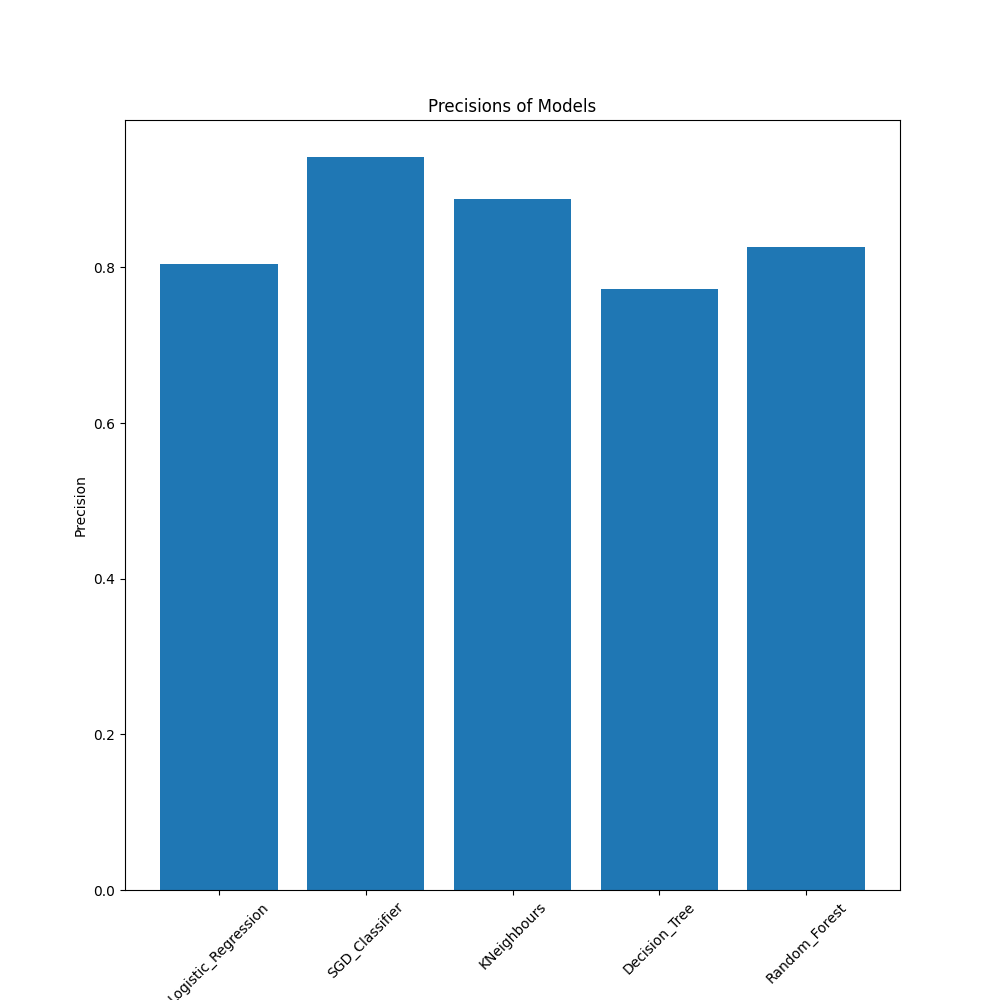 Precisions of Models
Precision
0.8
0.6
0.4
0.2
0.0
Logistic_Regression
SGD_Classifier
KNeighbours
Decision_Tree
Random_Forest